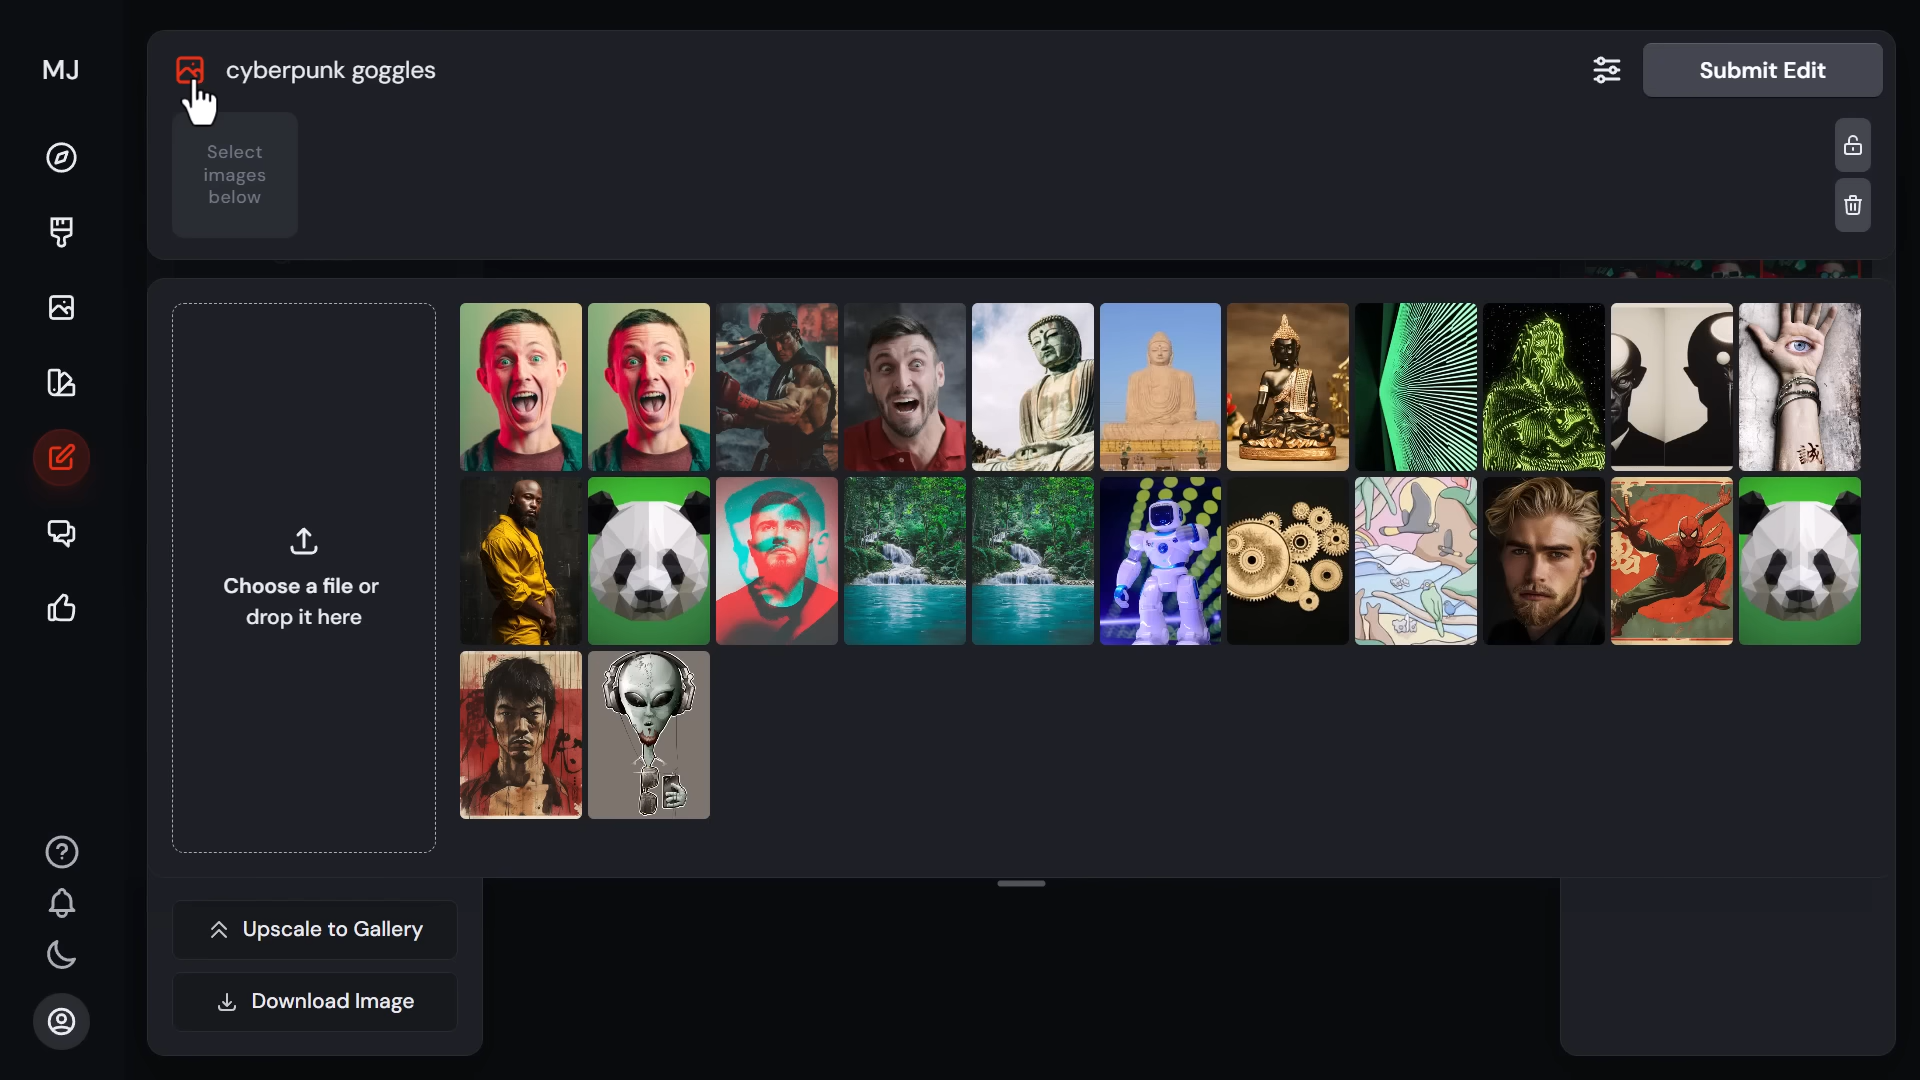 MJ
cyberpunk goggles
Submit Edit
Select
images
below
Choose a file or
drop it here
誠
Upscale to Gallery
Download Image